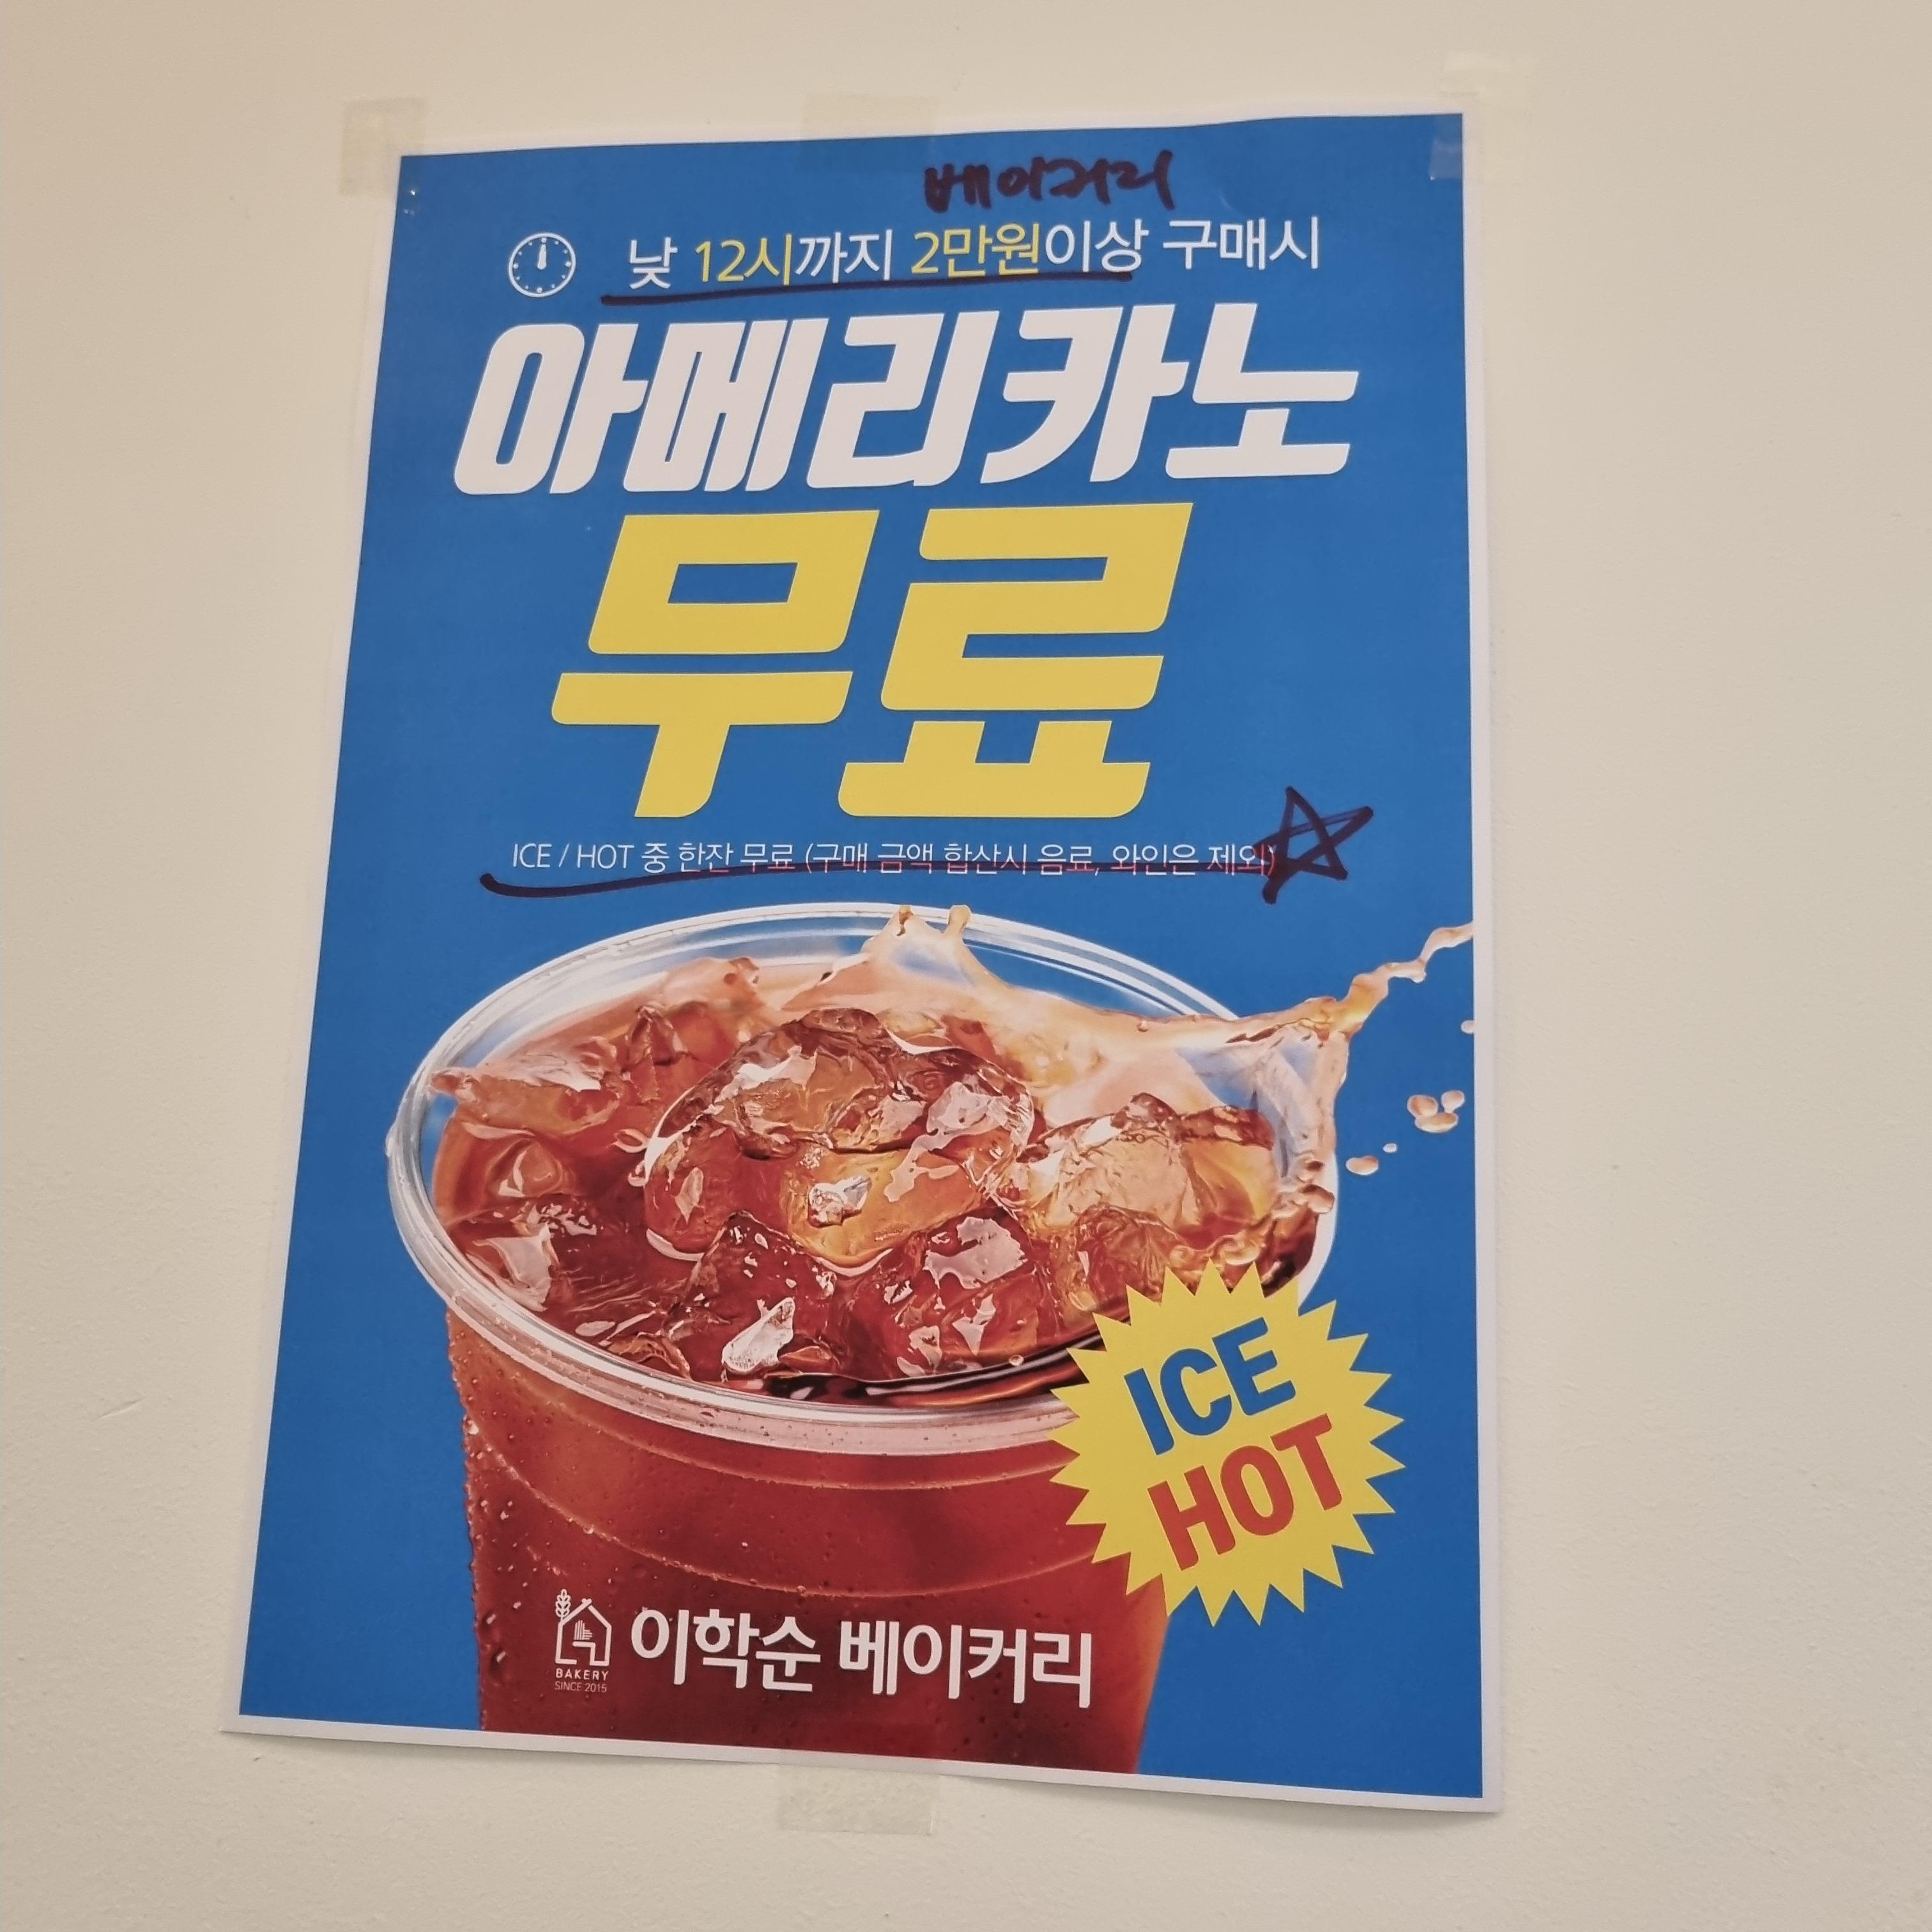 베이커리
낮 12시까지 2만원이상 구매시
아메리카노
무료
ICE / HOT 중 한잔 무료 (구매 금액 합산시 음료, 와인은 제외)
ICE
HOT
BAKERY
SINCE 2015
이학순 베이커리